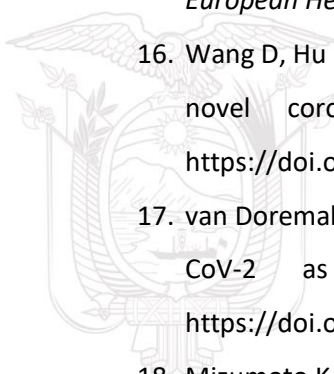 European He
16. Wang D, Hu
novel coro
https://doi.o
17. van Doremal
CoV-2 as
https://doi.o
18. Mizumoto K